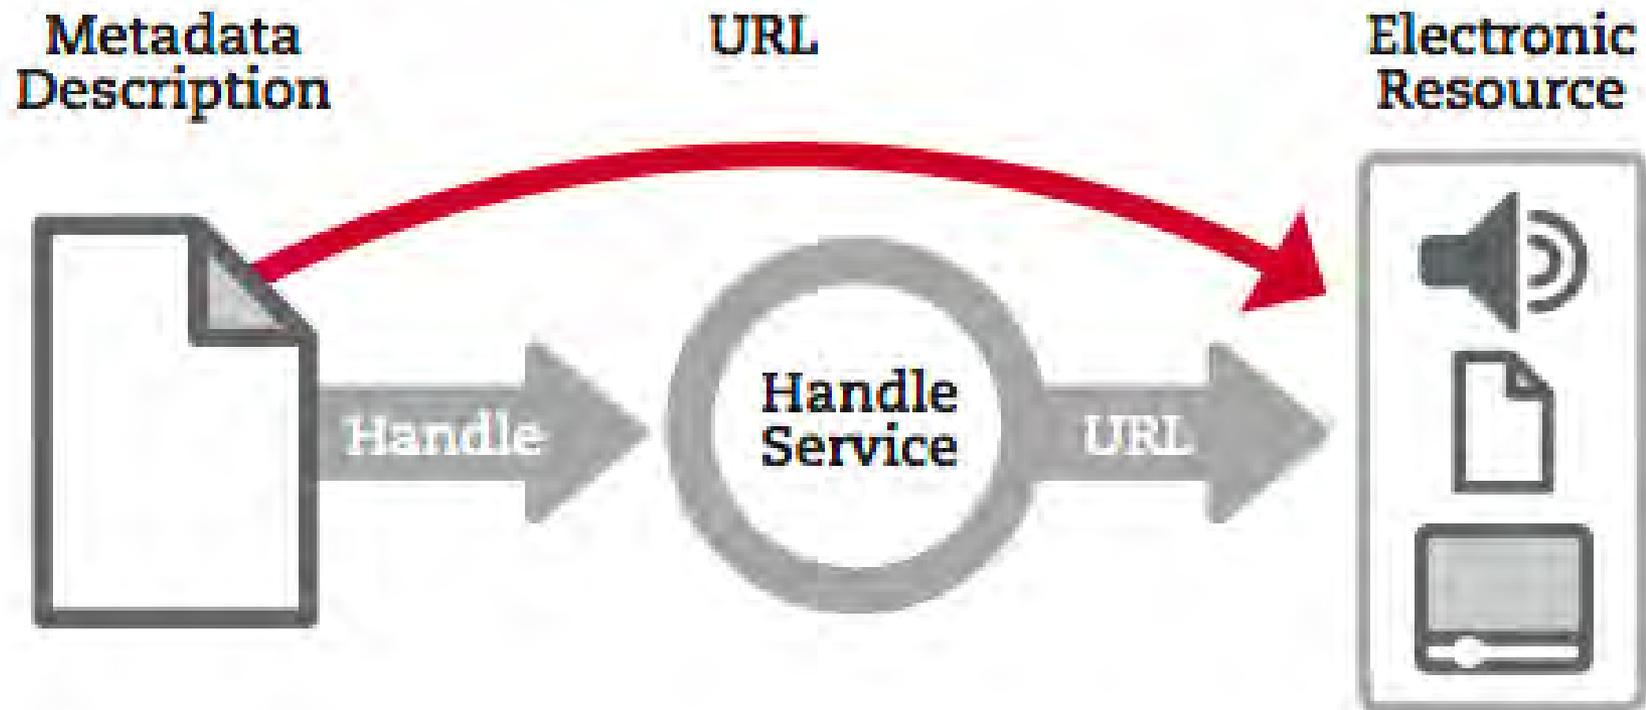 Metadata
Description
URL
Electronic
Resource
Handle
Handle
Service
URL